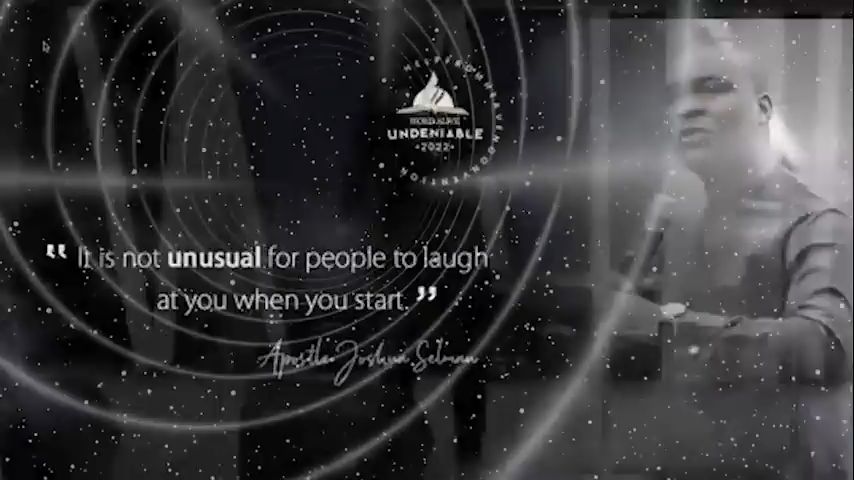 WORD ALIVE
UNDENIABLE
•2022•
“ It is not unusual for people to laugh
at you when you start. ”
Apostle Joshua Selman